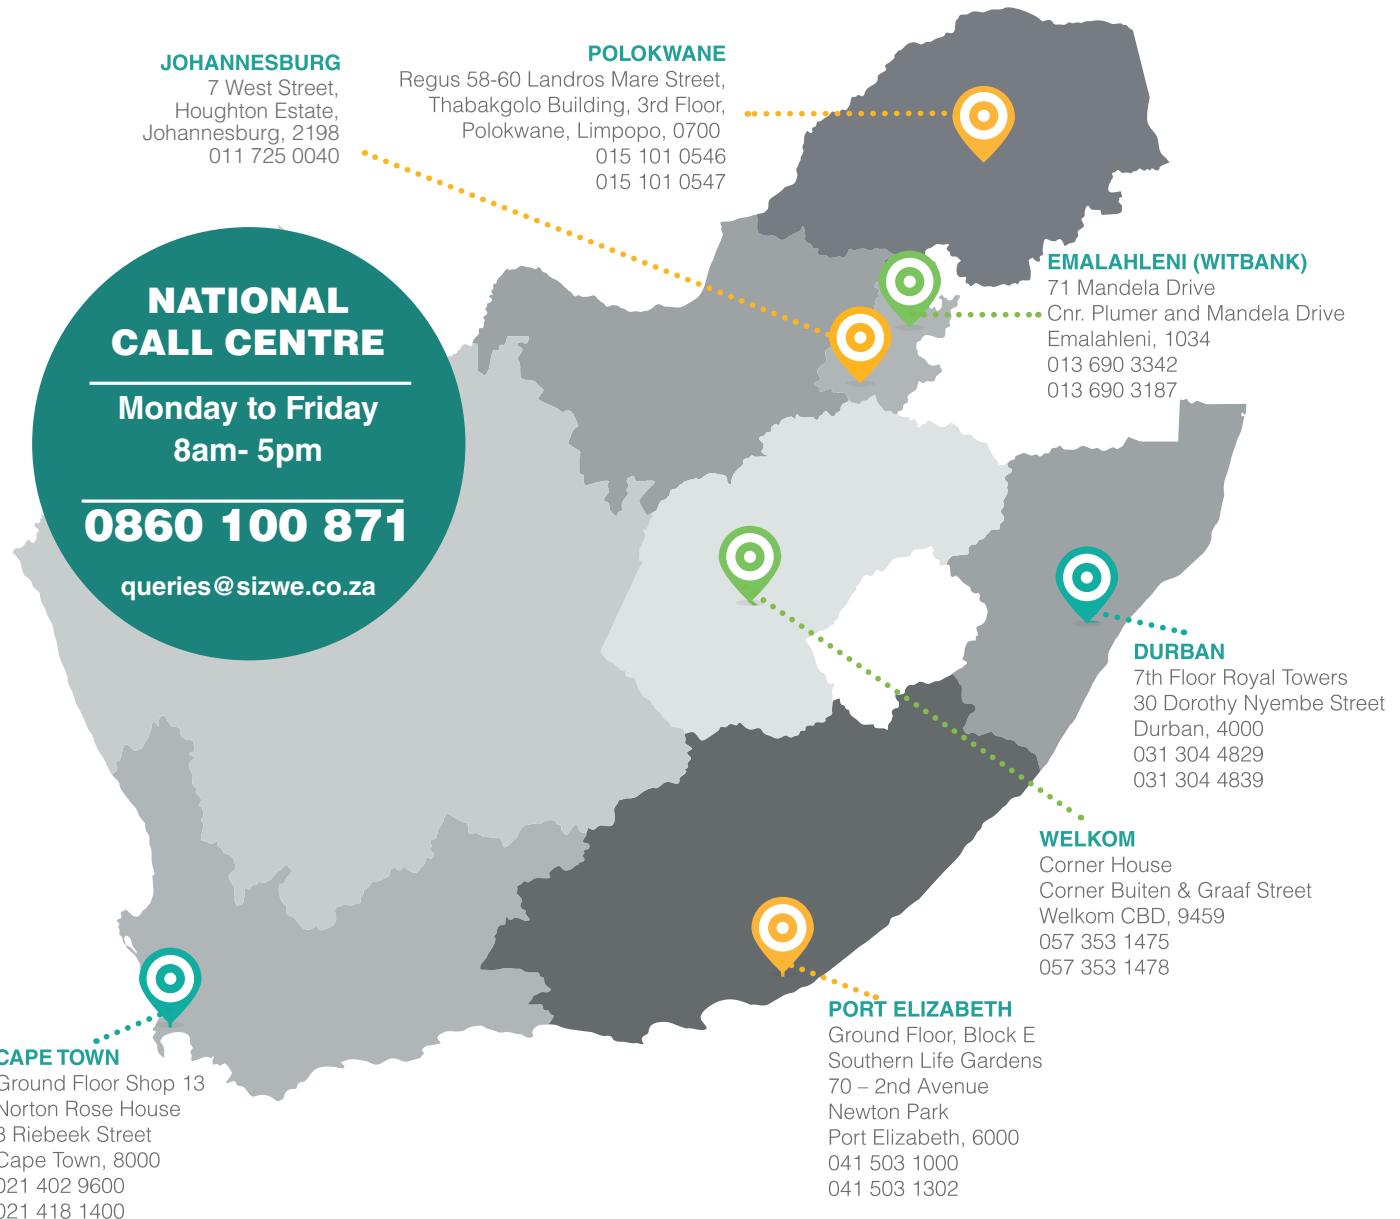 JOHANNESBURG
7 West Street,
Houghton Estate,
Johannesburg, 2198
011 725 0040
POLOKWANE
Regus 58-60 Landros Mare Street,
Thabakgolo Building, 3rd Floor,
Polokwane, Limpopo, 0700
015 101 0546
015 101 0547
NATIONAL
CALL CENTRE
Monday to Friday
8am- 5pm
0860 100 871
queries@sizwe.co.za
EMALAHLENI (WITBANK)
71 Mandela Drive
Cnr. Plumer and Mandela Drive
Emalahleni, 1034
013 690 3342
013 690 3187
DURBAN
7th Floor Royal Towers
30 Dorothy Nyembe Street
Durban, 4000
031 304 4829
031 304 4839
WELKOM
Corner House
Corner Buiten & Graaf Street
Welkom CBD, 9459
057 353 1475
057 353 1478
PORT ELIZABETH
Ground Floor, Block E
Southern Life Gardens
70 – 2nd Avenue
Newton Park
Port Elizabeth, 6000
041 503 1000
041 503 1302
CAPE TOWN
Ground Floor Shop 13
Norton Rose House
Riebeek Street
Cape Town, 8000
021 402 9600
021 418 1400